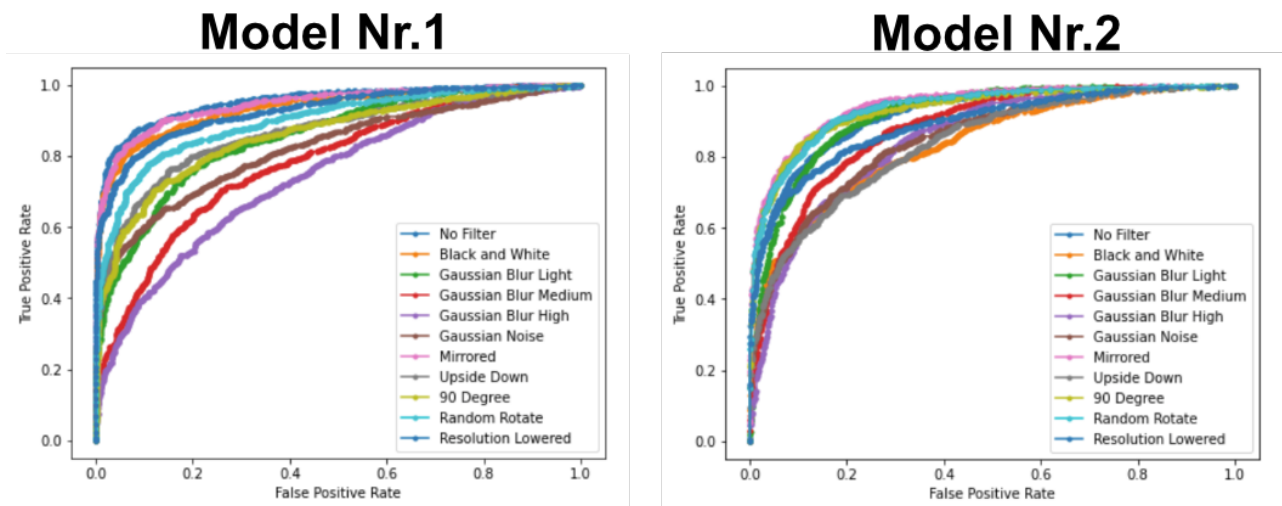 Model Nr.1
1.0
0.8
0.6
0.4
0.2
0.0
True Positive Rate
No Filter
Black and White
Gaussian Blur Light
Gaussian Blur Medium
Gaussian Blur High
Gaussian Noise
Mirrored
Upside Down
90 Degree
Random Rotate
Resolution Lowered
0.0 0.2 0.4 0.6 0.8 1.0
False Positive Rate
Model Nr.2
1.0
0.8
0.6
0.4
0.2
0.0
True Positive Rate
No Filter
Black and White
Gaussian Blur Light
Gaussian Blur Medium
Gaussian Blur High
Gaussian Noise
Mirrored
Upside Down
90 Degree
Random Rotate
Resolution Lowered
0.0 0.2 0.4 0.6 0.8 1.0
False Positive Rate